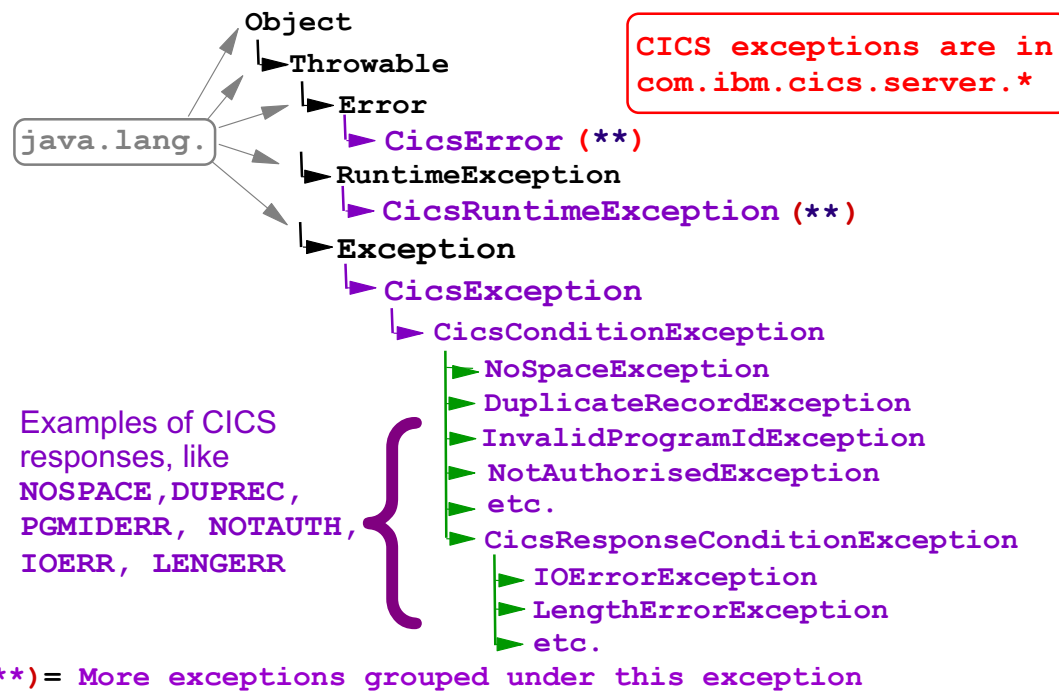 Object
CICS exceptions are in
com.ibm.cics.server.*
Throwable
Error
java.lang.
CicsError (**)
RuntimeException
CicsRuntimeException (**)
Exception
CicsException
CicsConditionException
NoSpaceException
DuplicateRecordException
InvalidProgramIdException
NotAuthorisedException
etc.
CicsResponseConditionException
IOErrorException
LengthErrorException
etc.
Examples of CICS
responses, like
NOSPACE,DUPREC,
PGMIDERR, NOTAUTH,
IOERR, LENGERR
**)= More exceptions grouped under this exception